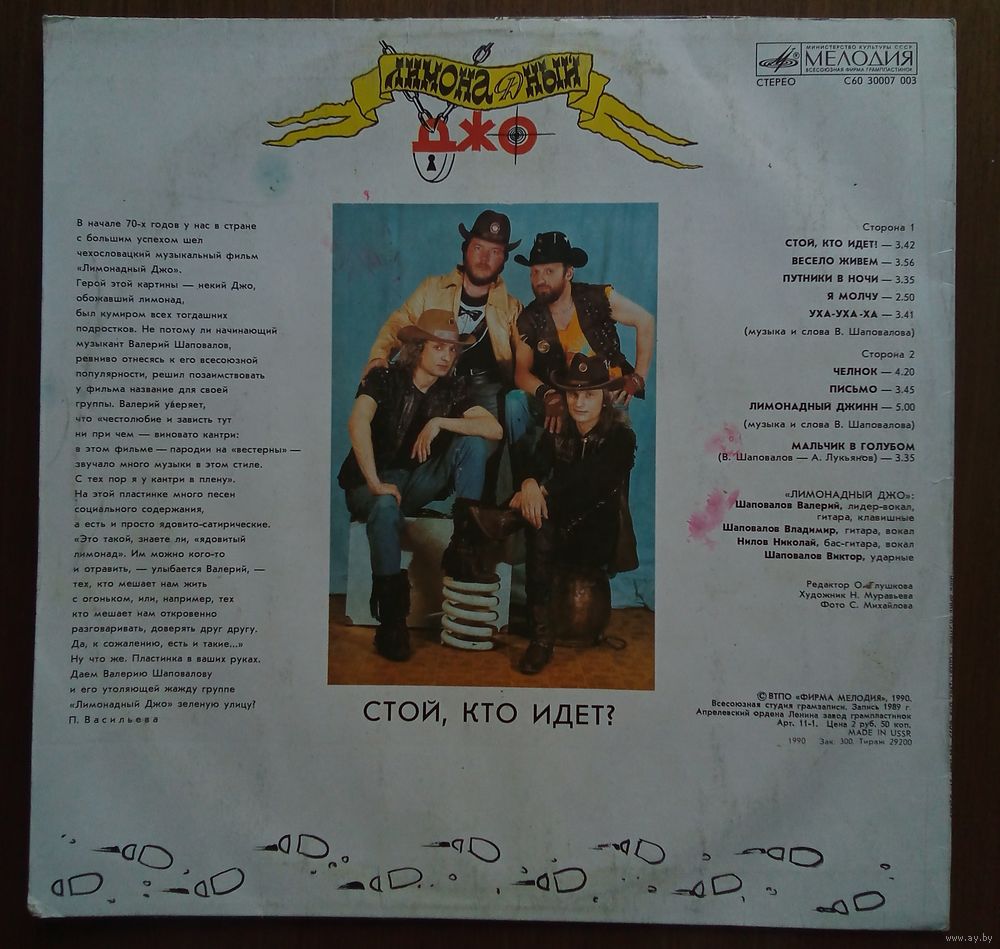 ЛИМОНАДНЫЙ
ДЖО
МИНИСТЕРСТВО КУЛЬТУРЫ СССР
МЕЛОДИЯ
ВСЕСОЮЗНАЯ ФИРМА ГРАМПЛАСТИНОК
СТЕРЕО С60 30007 003
В начале 70-х годов у нас в стране
с большим успехом шел
чехословацкий музыкальный фильм
«Лимонадный Джо».
Герой этой картины — некий Джо,
обожавший лимонад,
был кумиром всех тогдашних
подростков. Не потому ли начинающий
музыкант Валерий Шаповалов,
ревниво отнесясь к его всесоюзной
популярности, решил позаимствовать
у фильма название для своей
группы. Валерий уверяет,
что «честолюбие и зависть тут
ни при чем — виновато кантри:
в этом фильме — пародии на «вестерны» —
звучало много музыки в этом стиле.
С тех пор я у кантри в плену».
На этой пластинке много песен
социального содержания,
а есть и просто ядовито-сатирические.
«Это такой, знаете ли, «ядовитый
лимонад». Им можно кого-то
и отравить, — улыбается Валерий, —
тех, кто мешает нам жить
с огоньком, или, например, тех
кто мешает нам откровенно
разговаривать, доверять друг другу.
Да, к сожалению, есть и такие...»
Ну что же. Пластинка в ваших руках.
Даем Валерию Шаповалову
и его утоляющей жажду группе
«Лимонадный Джо» зеленую улицу?
П. Васильева
СТОЙ, КТО ИДЕТ?
Сторона 1
СТОЙ, КТО ИДЕТ! — 3.42
ВЕСЕЛО ЖИВЕМ — 3.56
ПУТНИКИ В НОЧИ — 3.35
Я МОЛЧУ — 2.50
УХА-УХА-ХА — 3.41
(музыка и слова В. Шаповалова)
Сторона 2
ЧЕЛНОК — 4.20
ПИСЬМО — 3.45
ЛИМОНАДНЫЙ ДЖИНН — 5.00
(музыка и слова В. Шаповалова)
МАЛЬЧИК В ГОЛУБОМ
(В. Шаповалов — А. Лукьянов) — 3.35
«ЛИМОНАДНЫЙ ДЖО»:
Шаповалов Валерий, лидер-вокал,
гитара, клавишные
Шаповалов Владимир, гитара, вокал
Нилов Николай, бас-гитара, вокал
Шаповалов Виктор, ударные
Редактор О. Глушкова
Художник Н. Муравьева
Фото С. Михайлова
© ВТПО «ФИРМА МЕЛОДИЯ», 1990.
Всесоюзная студия грамзаписи. Запись 1989 г.
Апрелевский ордена Ленина завод грампластинок
Арт. 11-1. Цена 2 руб. 50 коп.
MADE IN USSR
1990 Зак. 300. Тираж 29200
www.ay.by